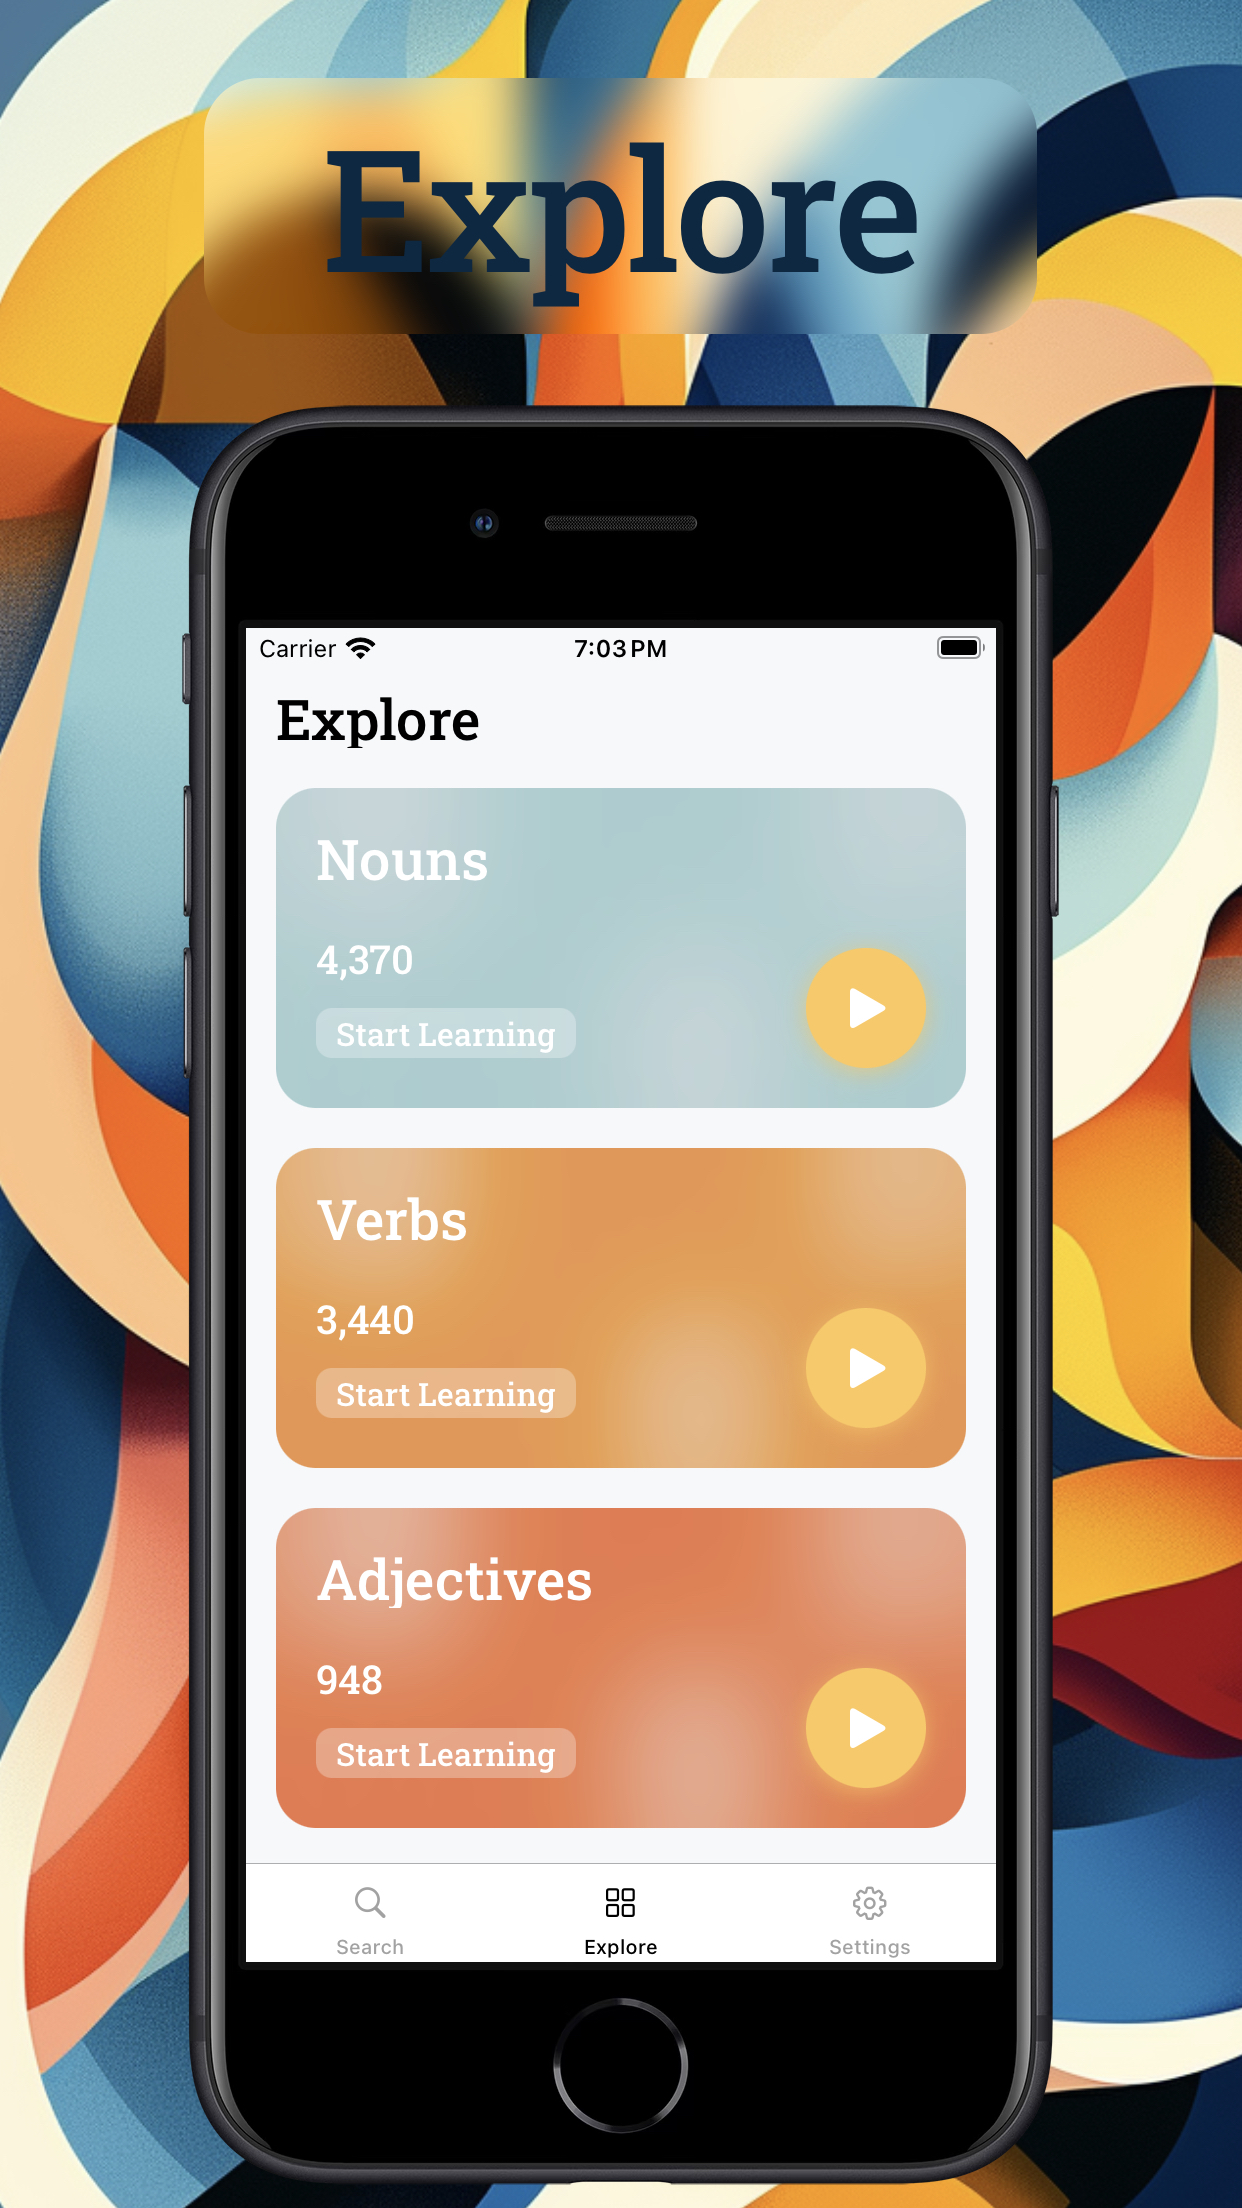 Explore
Carrier 7:03 PM
Explore
Nouns
4,370
Start Learning
Verbs
3,440
Start Learning
Adjectives
948
Start Learning
Search Explore Settings